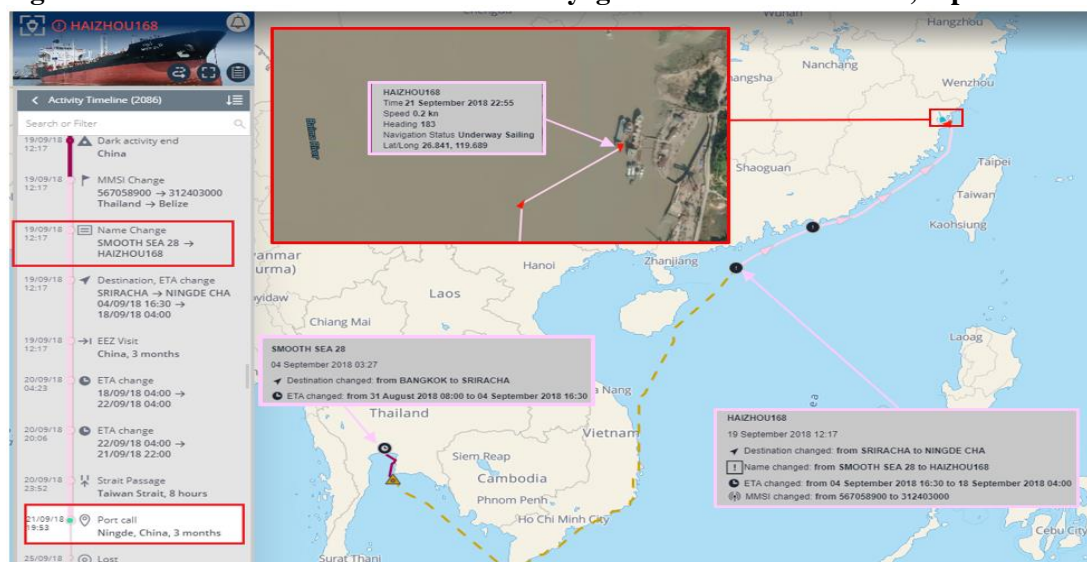 HAIZHOU168
Activity Timeline (2086)
Search or Filter
19/09/18
12:17
Dark activity end
China
19/09/18
12:17
MMSI Change
567058900 → 312403000
Thailand → Belize
19/09/18
12:17
Name Change
SMOOTH SEA 28 →
HAIZHOU168
19/09/18
12:17
Destination, ETA change
SRIRACHA → NINGDE CHA
04/09/18 16:30 →
18/09/18 04:00
19/09/18
12:17
EEZ Visit
China, 3 months
20/09/18
04:23
ETA change
18/09/18 04:00 →
22/09/18 04:00
20/09/18
20:06
ETA change
22/09/18 04:00 →
21/09/18 22:00
20/09/18
23:52
Strait Passage
Taiwan Strait, 8 hours
21/09/18
19:53
Port call
Ningde, China, 3 months
25/09/18
Lost
HAIZHOU168
Time 21 September 2018 22:55
Speed 0.2 kn
Heading 183
Navigation Status Underway Sailing
Lat/Long 26.841, 119.689
SMOOTH SEA 28
04 September 2018 03:27
Destination changed: from BANGKOK to SRIRACHA
ETA changed: from 31 August 2018 08:00 to 04 September 2018 16:30
HAIZHOU168
19 September 2018 12:17
Destination changed: from SRIRACHA to NINGDE CHA
Name changed: from SMOOTH SEA 28 to HAIZHOU168
ETA changed: from 04 September 2018 16:30 to 18 September 2018 04:00
MMSI changed: from 567058900 to 312403000
Wuhan
Hangzhou
Nanchang
angsha
Wenzhou
Shaoguan
Taipei
Taiwan
Kaohsiung
Zhanjiang
Hanoi
anmar
urma)
yidaw
Laos
Chiang Mai
Laoag
a Nang
Thailand
Vietnam
Siem Reap
Cambodia
Phnom Penh
Ho Chi Minh City
Cebu City
Surat Thani